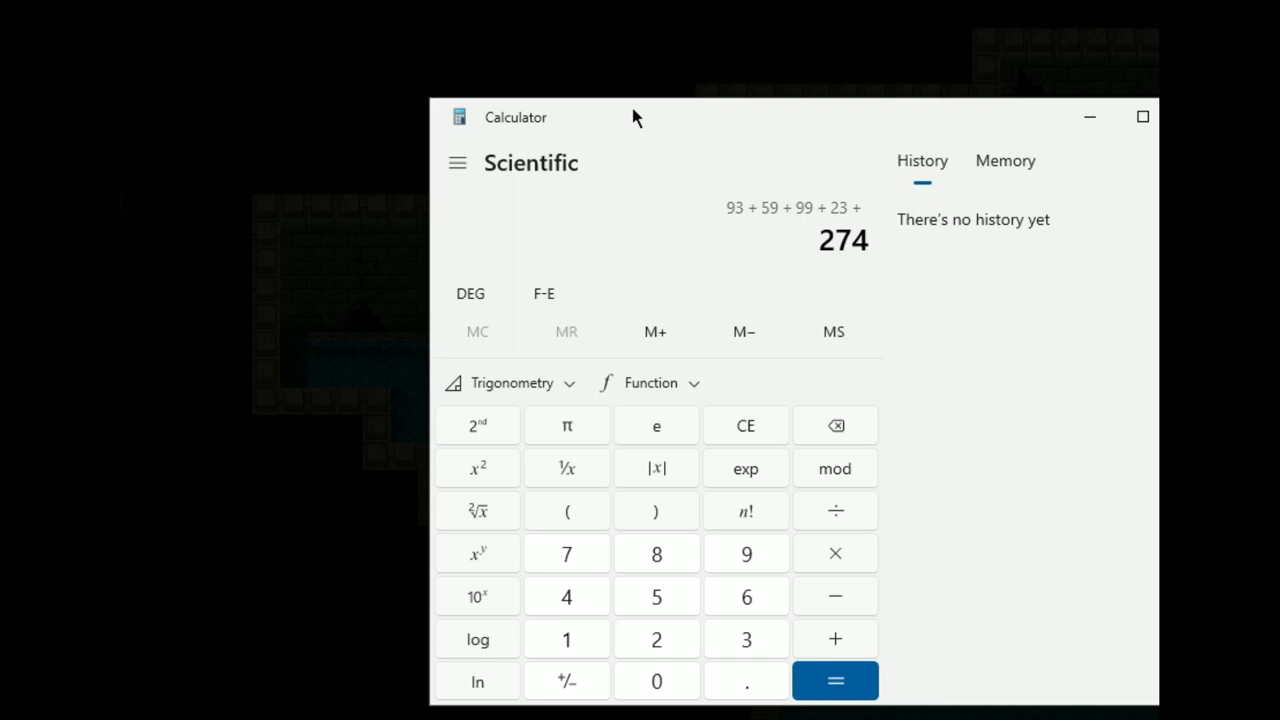 Calculator
Scientific
History Memory
93 + 59 + 99 + 23 +
There's no history yet
274
DEG F-E
MC MR M+ M− MS
Trigonometry f Function
2ⁿᵈ π e CE
x² ¹/x |x| exp mod
²√x ( ) n! ÷
xʸ 7 8 9 ×
10ˣ 4 5 6 −
log 1 2 3 +
ln +/− 0 . =